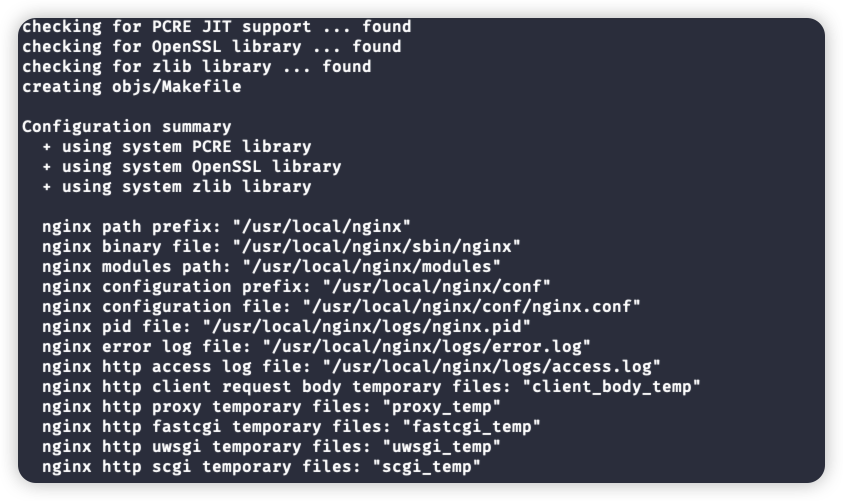 checking for PCRE JIT support ... found
checking for OpenSSL library ... found
checking for zlib library ... found
creating objs/Makefile
Configuration summary
+ using system PCRE library
+ using system OpenSSL library
+ using system zlib library
nginx path prefix: "/usr/local/nginx"
nginx binary file: "/usr/local/nginx/sbin/nginx"
nginx modules path: "/usr/local/nginx/modules"
nginx configuration prefix: "/usr/local/nginx/conf"
nginx configuration file: "/usr/local/nginx/conf/nginx.conf"
nginx pid file: "/usr/local/nginx/logs/nginx.pid"
nginx error log file: "/usr/local/nginx/logs/error.log"
nginx http access log file: "/usr/local/nginx/logs/access.log"
nginx http client request body temporary files: "client_body_temp"
nginx http proxy temporary files: "proxy_temp"
nginx http fastcgi temporary files: "fastcgi_temp"
nginx http uwsgi temporary files: "uwsgi_temp"
nginx http scgi temporary files: "scgi_temp"